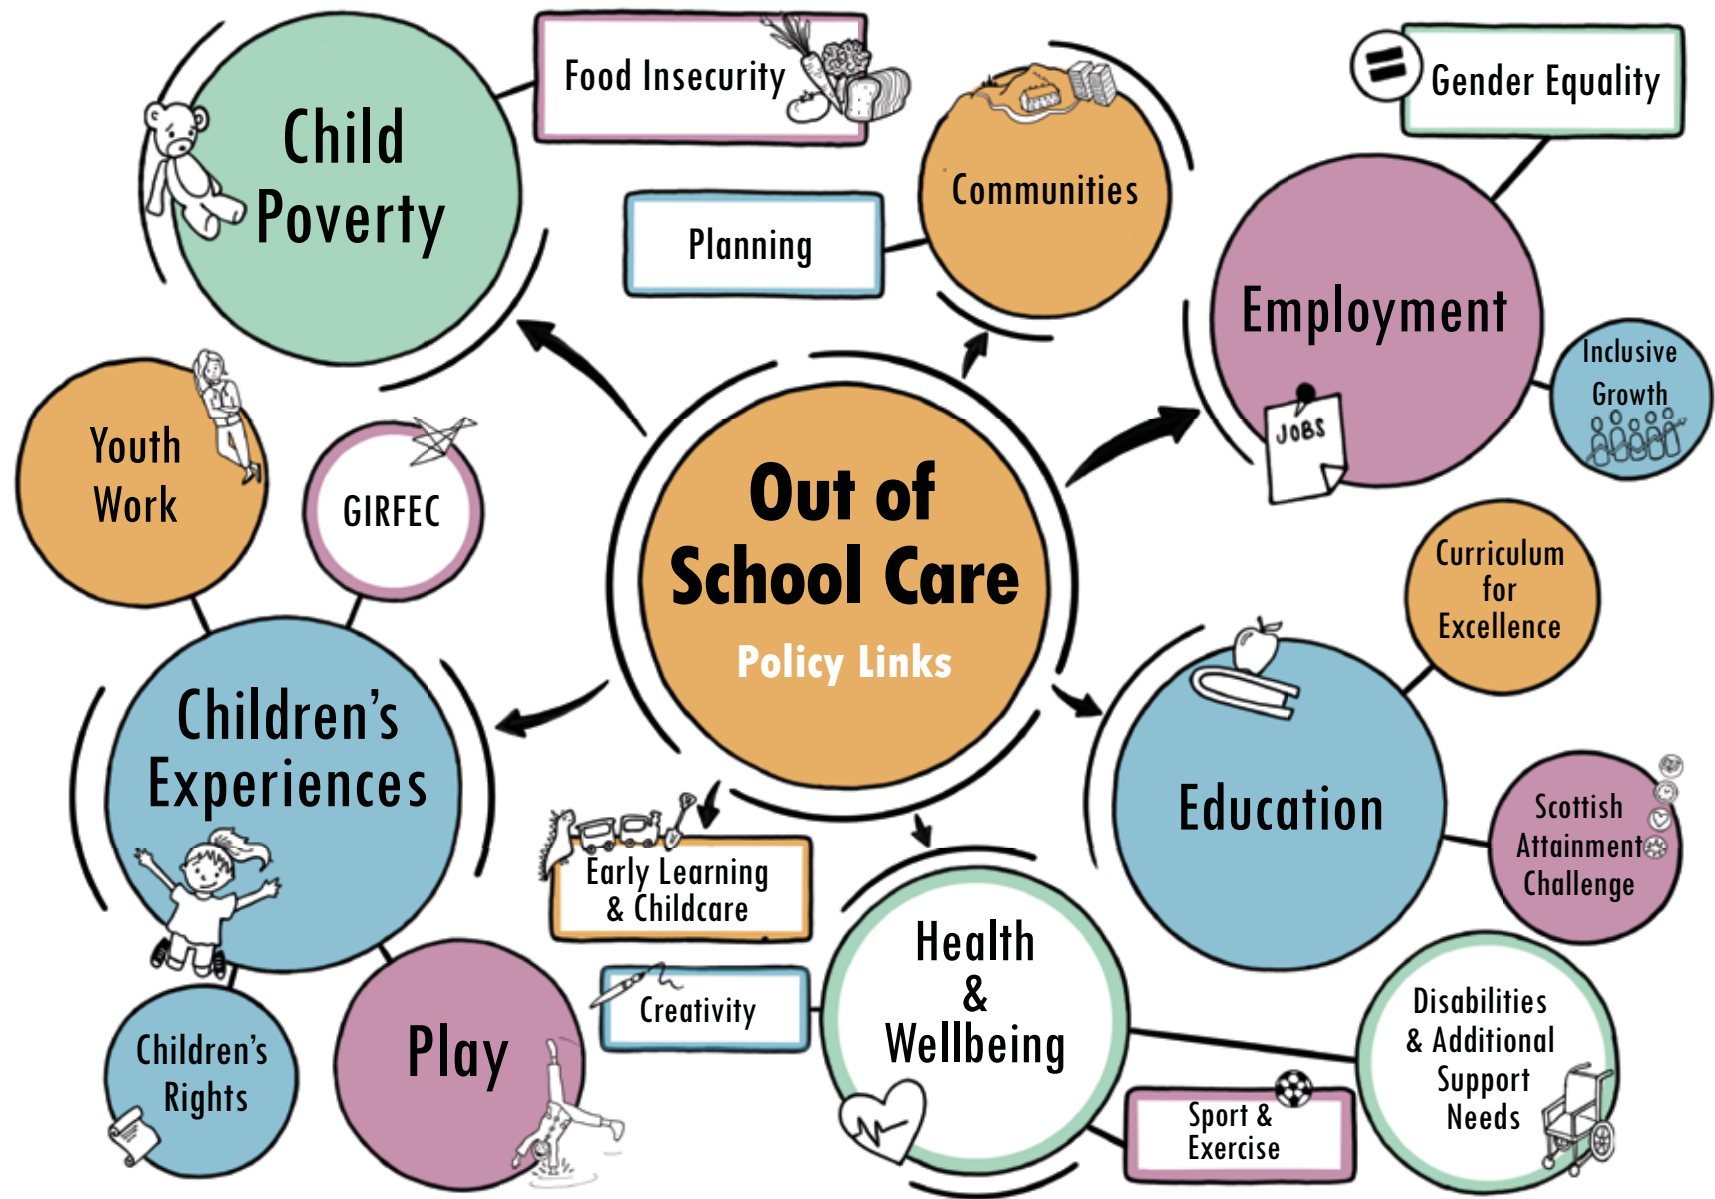 Child
Poverty
Food Insecurity
Planning
Communities
Gender Equality
Employment
JOBS
Inclusive
Growth
Youth
Work
GIRFEC
Out of
School Care
Policy Links
Curriculum
for
Excellence
Children's
Experiences
Education
Scottish
Attainment
Challenge
Early Learning
& Childcare
Creativity
Health
&
Wellbeing
Disabilities
& Additional
Support
Needs
Sport &
Exercise
Children's
Rights
Play